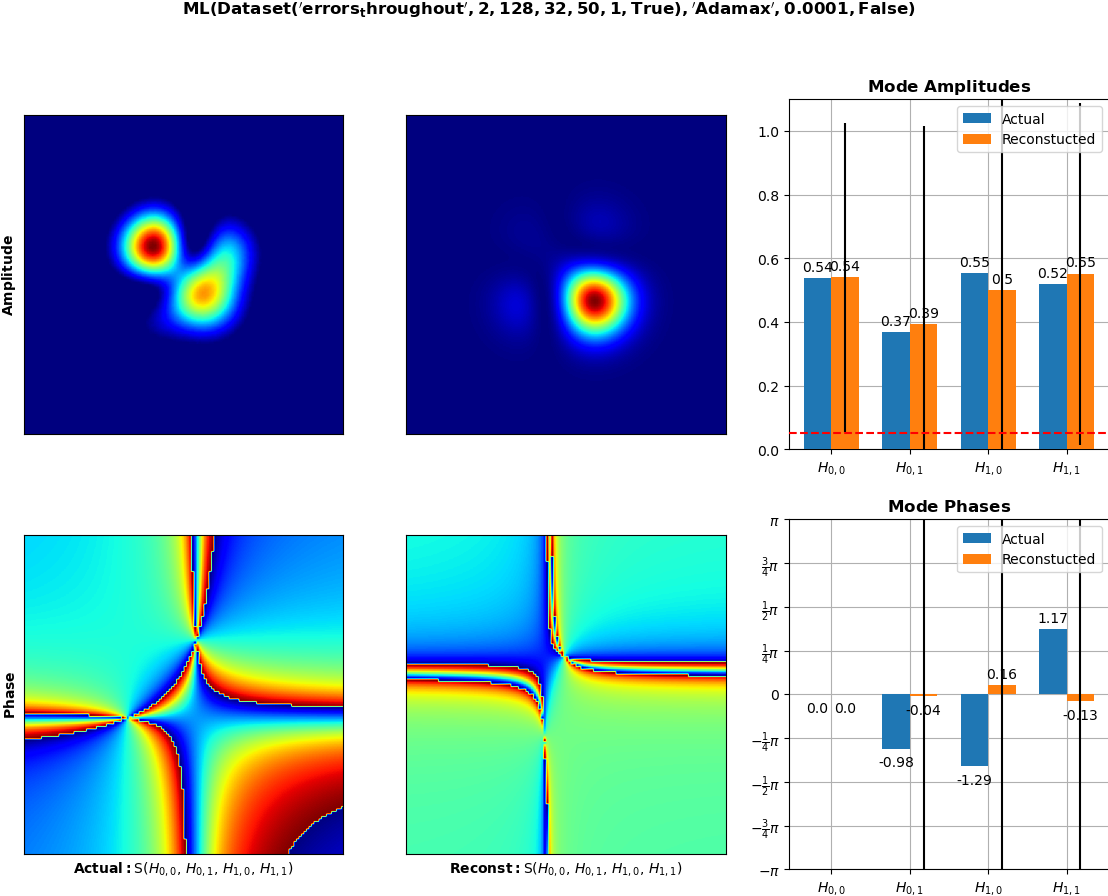 ML(Dataset('errors_throughout', 2, 128, 32, 50, 1, True), 'Adamax', 0.0001, False)
Amplitude
Mode Amplitudes
Actual
Reconstucted
1.0
0.8
0.6
0.4
0.2
0.0
0.54 0.54 0.37 0.39 0.55 0.5 0.52 0.55
H0,0 H0,1 H1,0 H1,1
Phase
Actual: S(H0,0, H0,1, H1,0, H1,1)
Reconst: S(H0,0, H0,1, H1,0, H1,1)
Mode Phases
Actual
Reconstucted
π
3/4π
1/2π
1/4π
0
−1/4π
−1/2π
−3/4π
−π
0.0 0.0 -0.98 -0.04 -1.29 0.16 1.17 -0.13
H0,0 H0,1 H1,0 H1,1